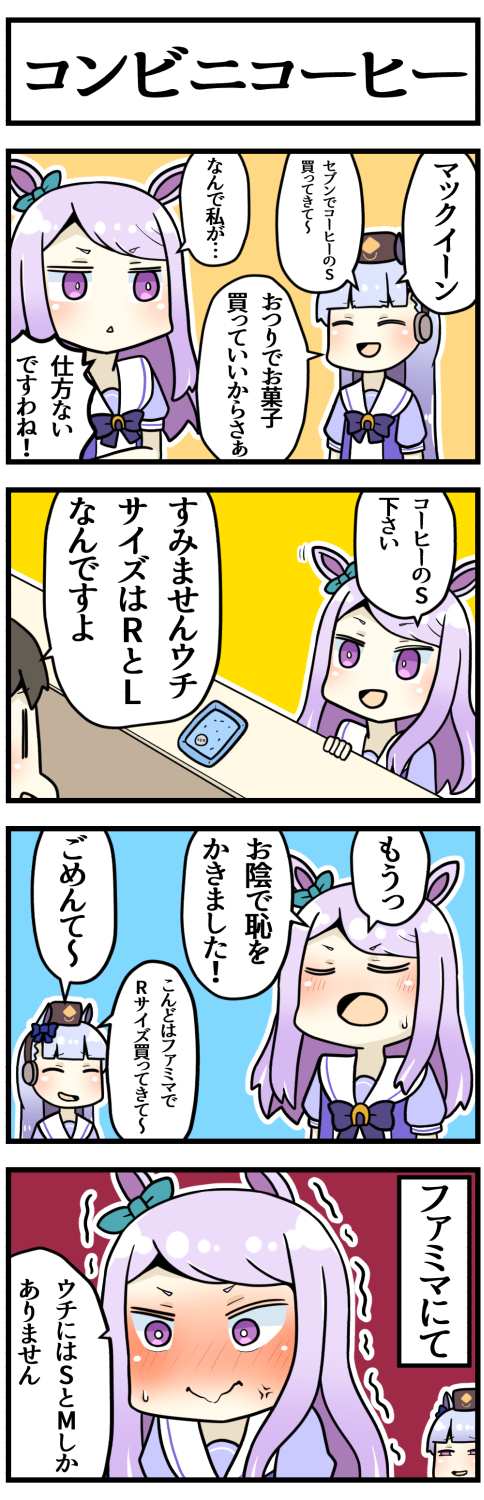 コンビニコーヒー
マックイーン
セブンでコーヒーのS
買ってきて～
なんで私が…
おつりでお菓子
買っていいからさぁ
仕方ない
ですわね！
コーヒーのS
下さい
すみませんウチ
サイズはRとL
なんですよ
もうっ
お陰で恥を
かきました！
ごめんて～
こんどはファミマで
Rサイズ買ってきて～
ファミマにて
ウチにはSとMしか
ありません